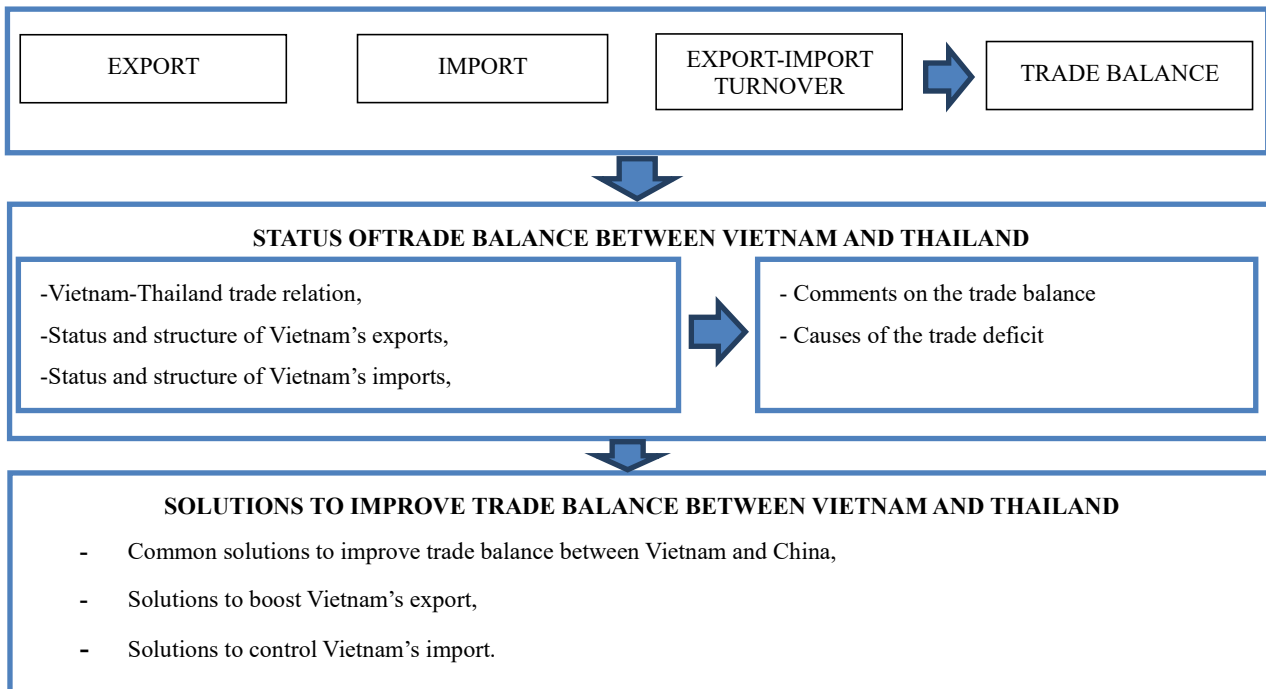 EXPORT
IMPORT
EXPORT-IMPORT
TURNOVER
TRADE BALANCE
STATUS OFTRADE BALANCE BETWEEN VIETNAM AND THAILAND
-Vietnam-Thailand trade relation,
-Status and structure of Vietnam’s exports,
-Status and structure of Vietnam’s imports,
- Comments on the trade balance
- Causes of the trade deficit
SOLUTIONS TO IMPROVE TRADE BALANCE BETWEEN VIETNAM AND THAILAND
- Common solutions to improve trade balance between Vietnam and China,
- Solutions to boost Vietnam’s export,
- Solutions to control Vietnam’s import.